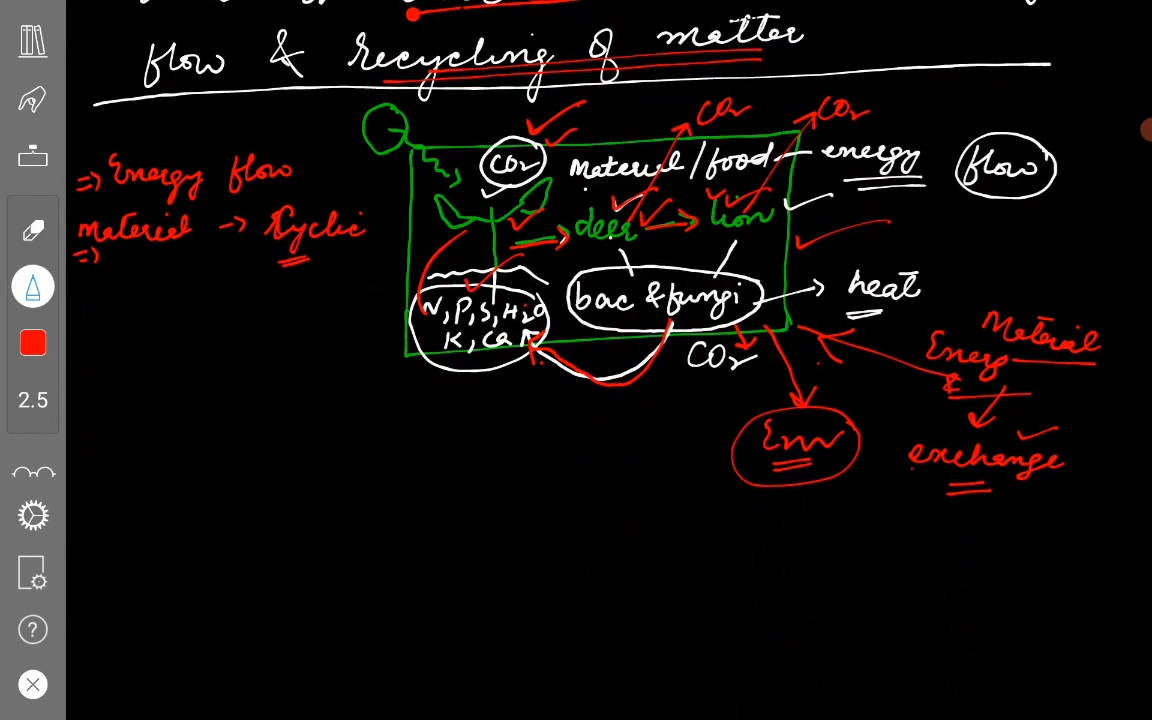 flow & recycling of matter
CO2 CO2
CO2 material/food energy flow
=> Energy flow
material -> Cyclic
=>
deer lion
N, P, S, H2O bac & fungi heat
K, Ca
CO2
Material
Energy &
Env exchange
2.5